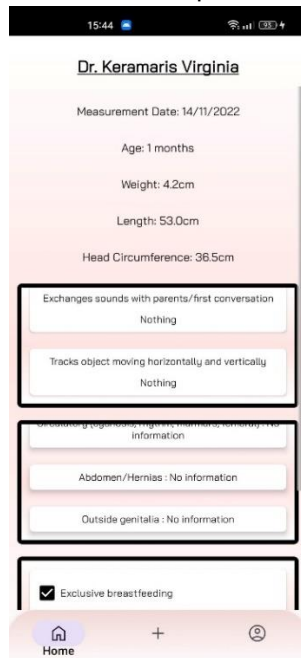 15:44
93
Dr. Keramaris Virginia
Measurement Date: 14/11/2022
Age: 1 months
Weight: 4.2cm
Length: 53.0cm
Head Circumference: 36.5cm
Exchanges sounds with parents/first conversation
Nothing
Tracks object moving horizontally and vertically
Nothing
information
Abdomen/Hernias : No information
Outside genitalia : No information
Exclusive breastfeeding
Home